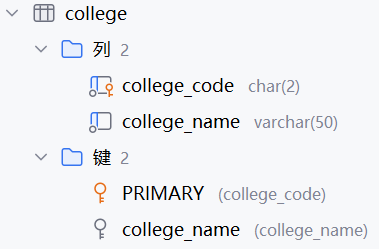 college
列 2
college_code char(2)
college_name varchar(50)
键 2
PRIMARY (college_code)
college_name (college_name)